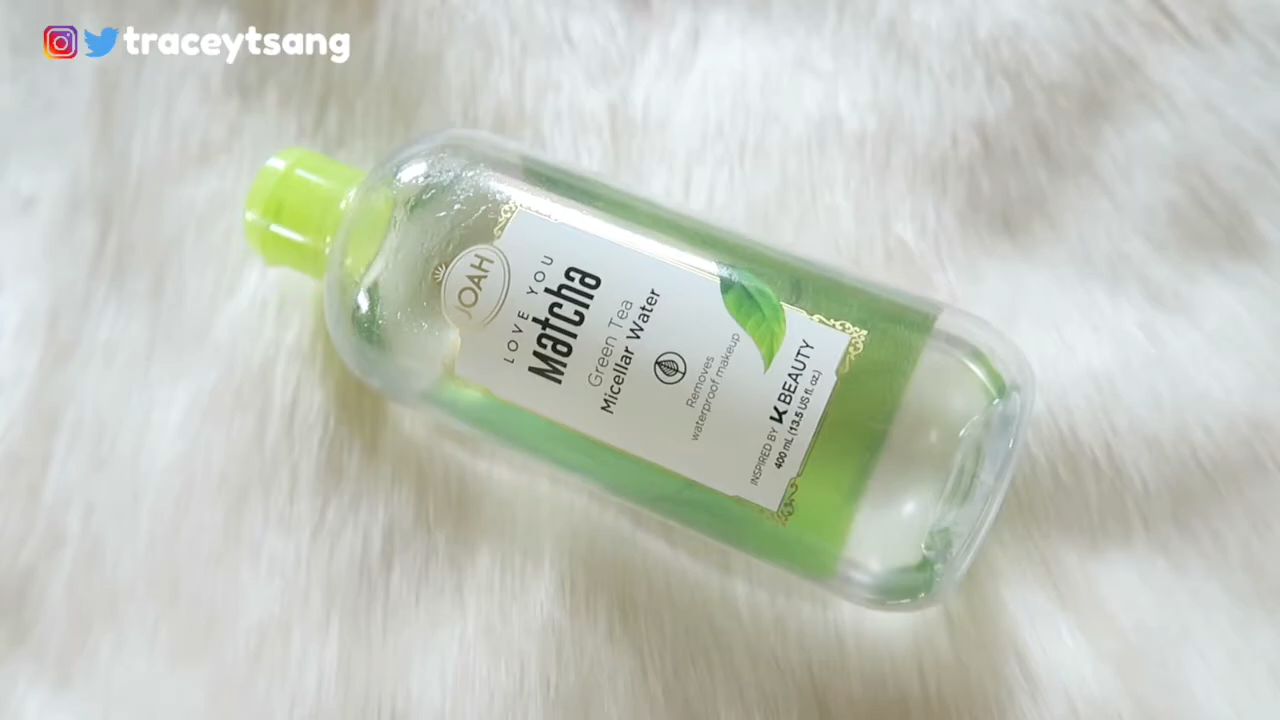 traceytsang
JOAH
LOVE YOU
Matcha
Green Tea
Micellar Water
Removes
waterproof makeup
INSPIRED BY K BEAUTY
400 mL (13.5 US fl. oz.)